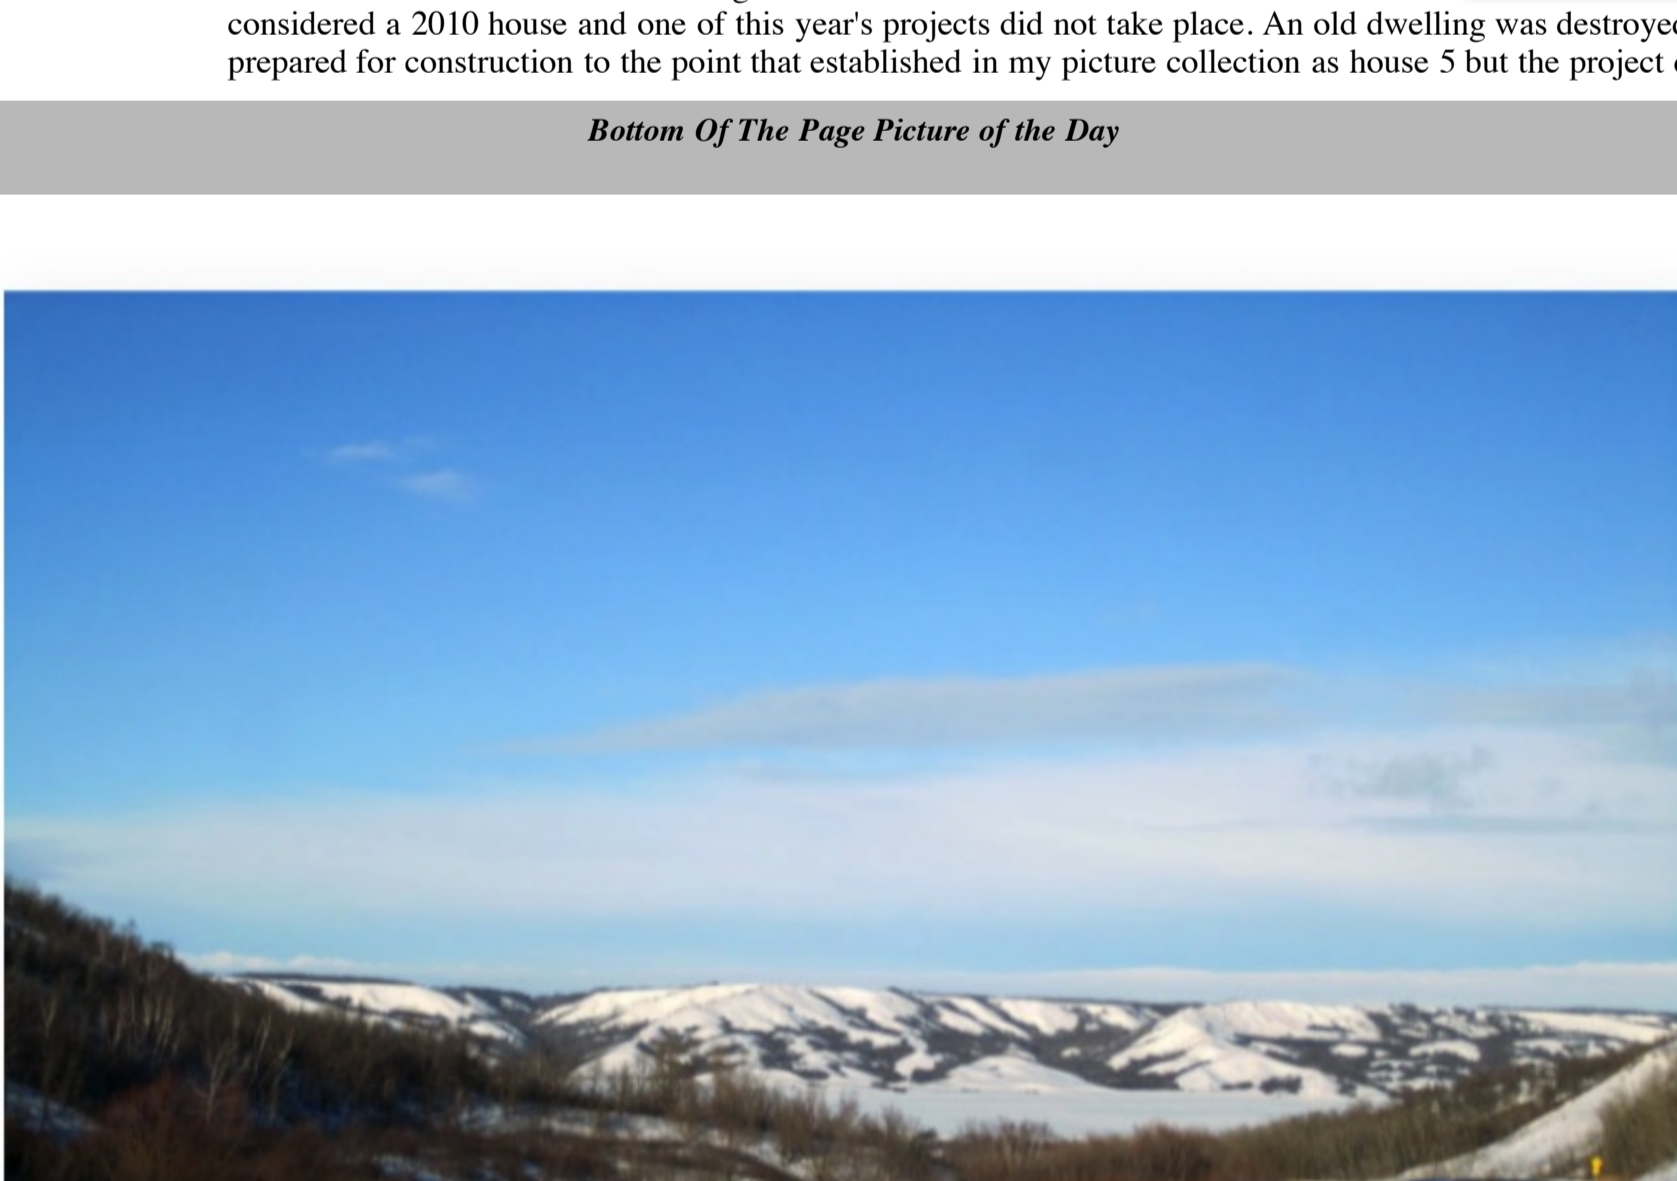 considered a 2010 house and one of this year's projects did not take place. An old dwelling was destroyed
prepared for construction to the point that established in my picture collection as house 5 but the project
Bottom Of The Page Picture of the Day